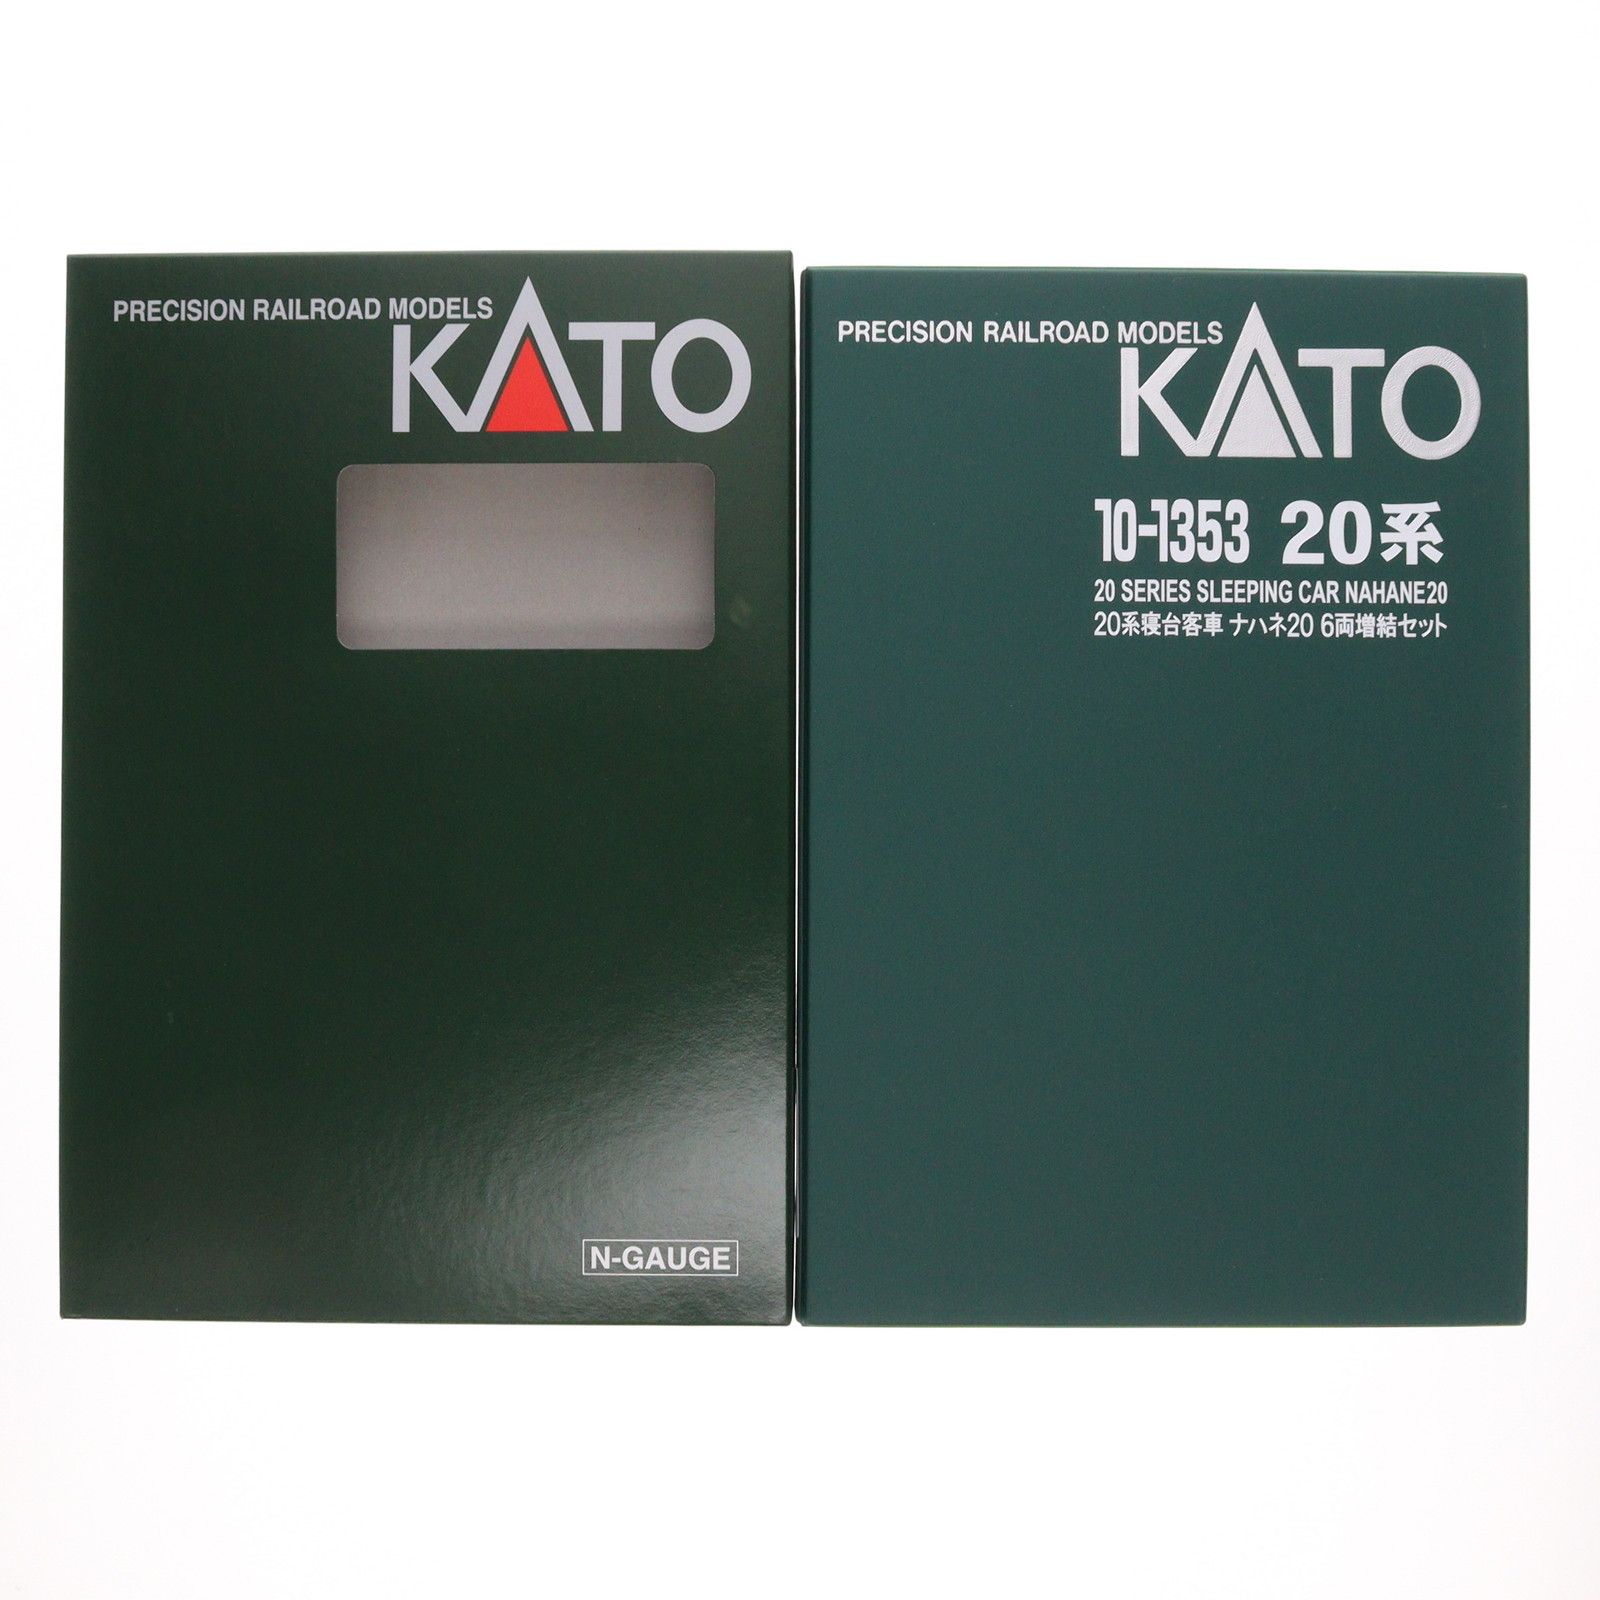 PRECISION RAILROAD MODELS
KATO
N-GAUGE
PRECISION RAILROAD MODELS
KATO
10-1353 20系
20 SERIES SLEEPING CAR NAHANE20
20系寝台客車 ナハネ20 6両増結セット